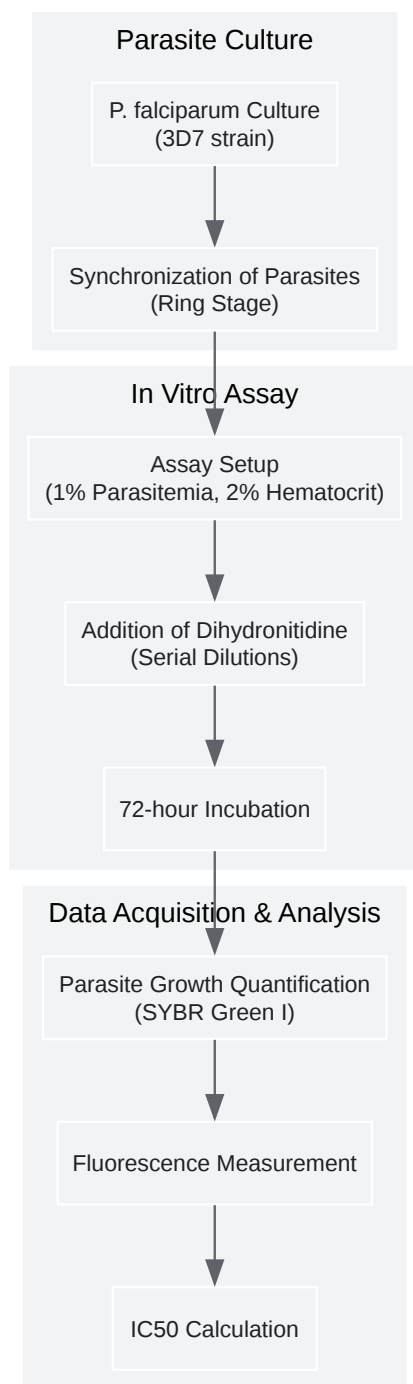 Parasite Culture
P. falciparum Culture
(3D7 strain)
Synchronization of Parasites
(Ring Stage)
In Vitro Assay
Assay Setup
(1% Parasitemia, 2% Hematocrit)
Addition of Dihydronitidine
(Serial Dilutions)
72-hour Incubation
Data Acquisition & Analysis
Parasite Growth Quantification
(SYBR Green I)
Fluorescence Measurement
IC50 Calculation